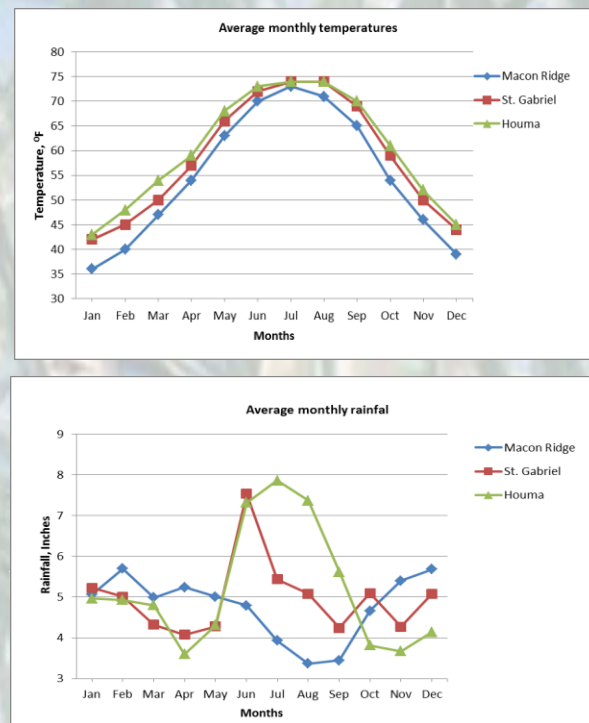 Average monthly temperatures
80
75
70
65
60
55
50
45
40
35
30
Temperature, ºF
Jan Feb Mar Apr May Jun Jul Aug Sep Oct Nov Dec
Months
Macon Ridge
St. Gabriel
Houma
Average monthly rainfal
9
8
7
6
5
4
3
Rainfall, Inches
Jan Feb Mar Apr May Jun Jul Aug Sep Oct Nov Dec
Months
Macon Ridge
St. Gabriel
Houma